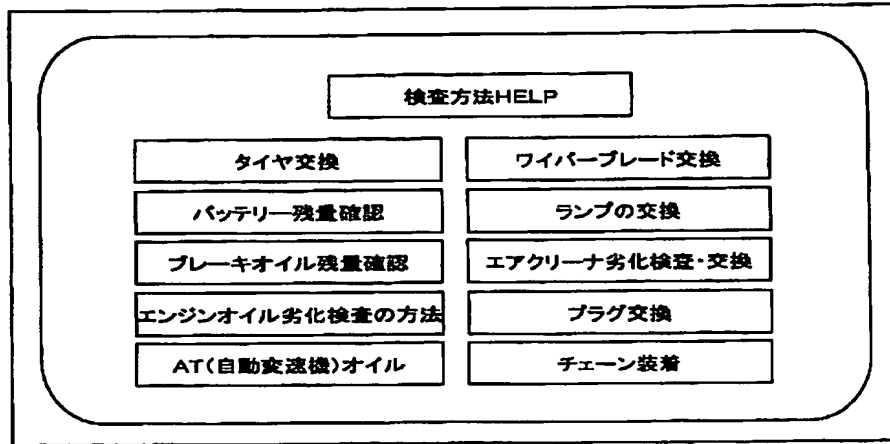 検査方法HELP
タイヤ交換
ワイパーブレード交換
バッテリー残量確認
ランプの交換
ブレーキオイル残量確認
エアクリーナ劣化検査・交換
エンジンオイル劣化検査の方法
プラグ交換
AT(自動変速機)オイル
チェーン装着